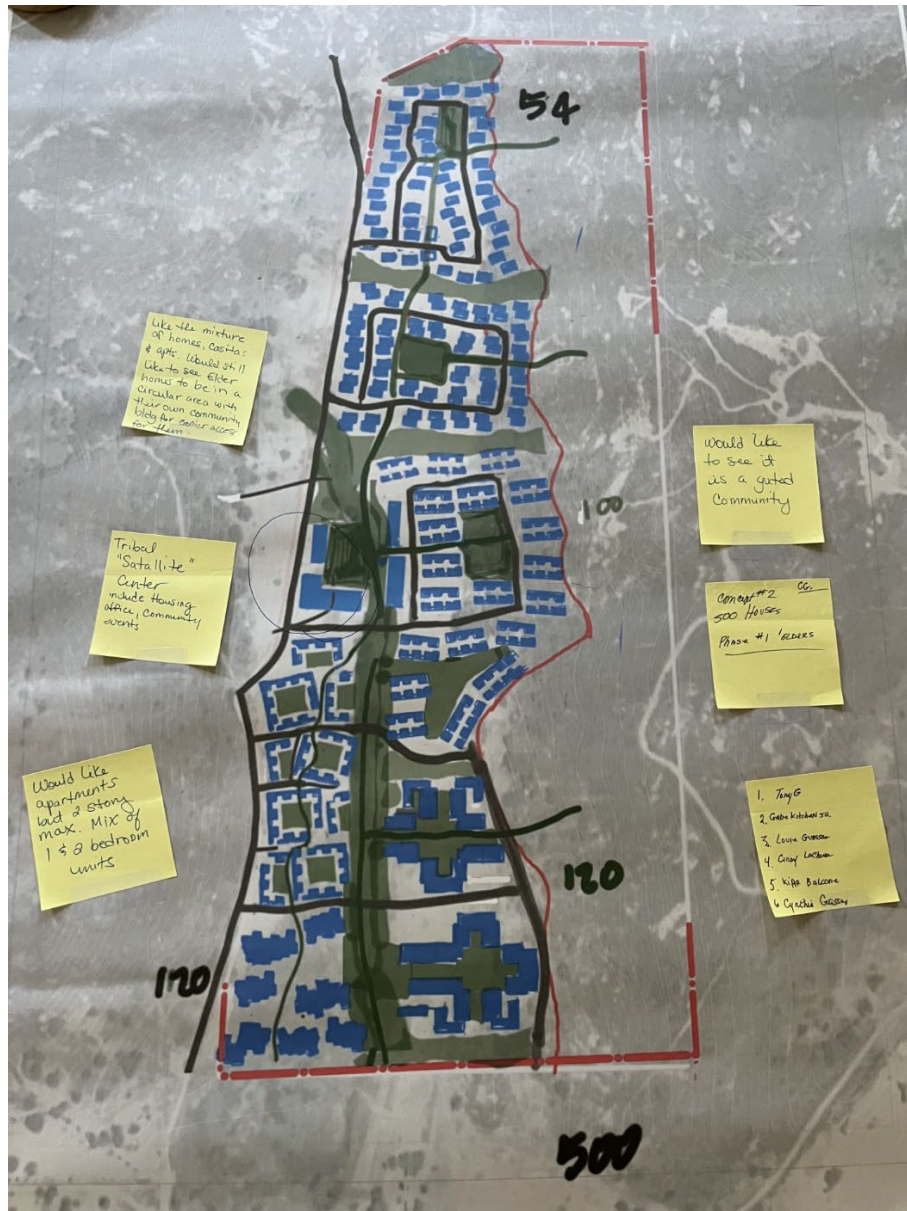 54
Like the mixture
of homes, casitas
& apts. Would still
like to see Elder
homes to be in a
circular area with
their own community
bldg for easier access
for them.
would like
to see it
as a gated
Community
100
Tribal
"Satallite"
Center
include Housing
office, Community
events
CG.
Concept #2
500 Houses
Phase #1 'ELDERS
Would Like
apartments
but 2 story
max. Mix of
1 & 2 bedroom
units
1. Tony G
2. Gabe Kitchen JR.
3. Louie
4. Cindy
5.
6 Cynthia
120
120
500